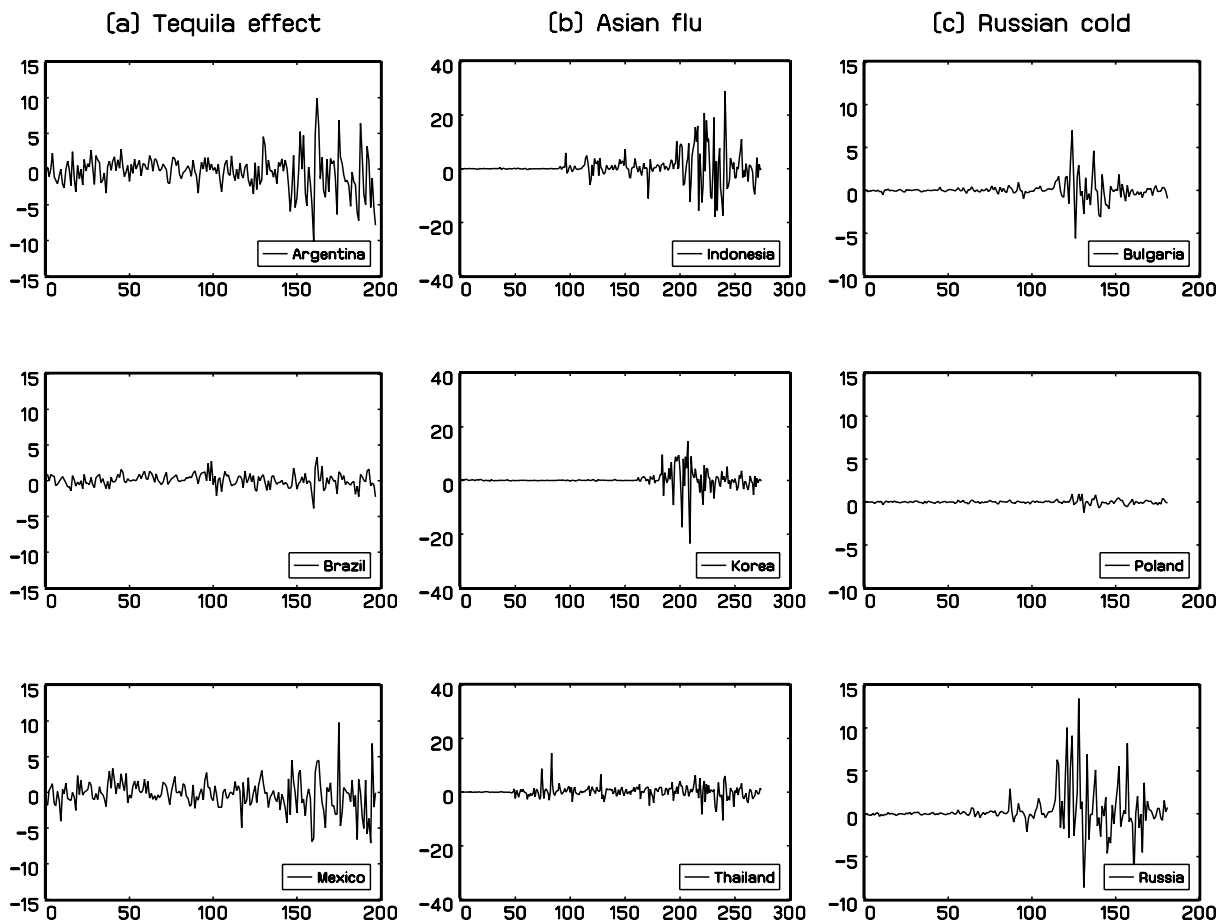 (a) Tequila effect
(b) Asian flu
(c) Russian cold
15
10
5
0
−5
−10
−15
0 50 100 150 200
Argentina
40
20
0
−20
−40
0 50 100 150 200 250 300
Indonesia
15
10
5
0
−5
−10
0 50 100 150 200
Bulgaria
15
10
5
0
−5
−10
−15
0 50 100 150 200
Brazil
40
20
0
−20
−40
0 50 100 150 200 250 300
Korea
15
10
5
0
−5
−10
0 50 100 150 200
Poland
15
10
5
0
−5
−10
−15
0 50 100 150 200
Mexico
40
20
0
−20
−40
0 50 100 150 200 250 300
Thailand
15
10
5
0
−5
−10
0 50 100 150 200
Russia